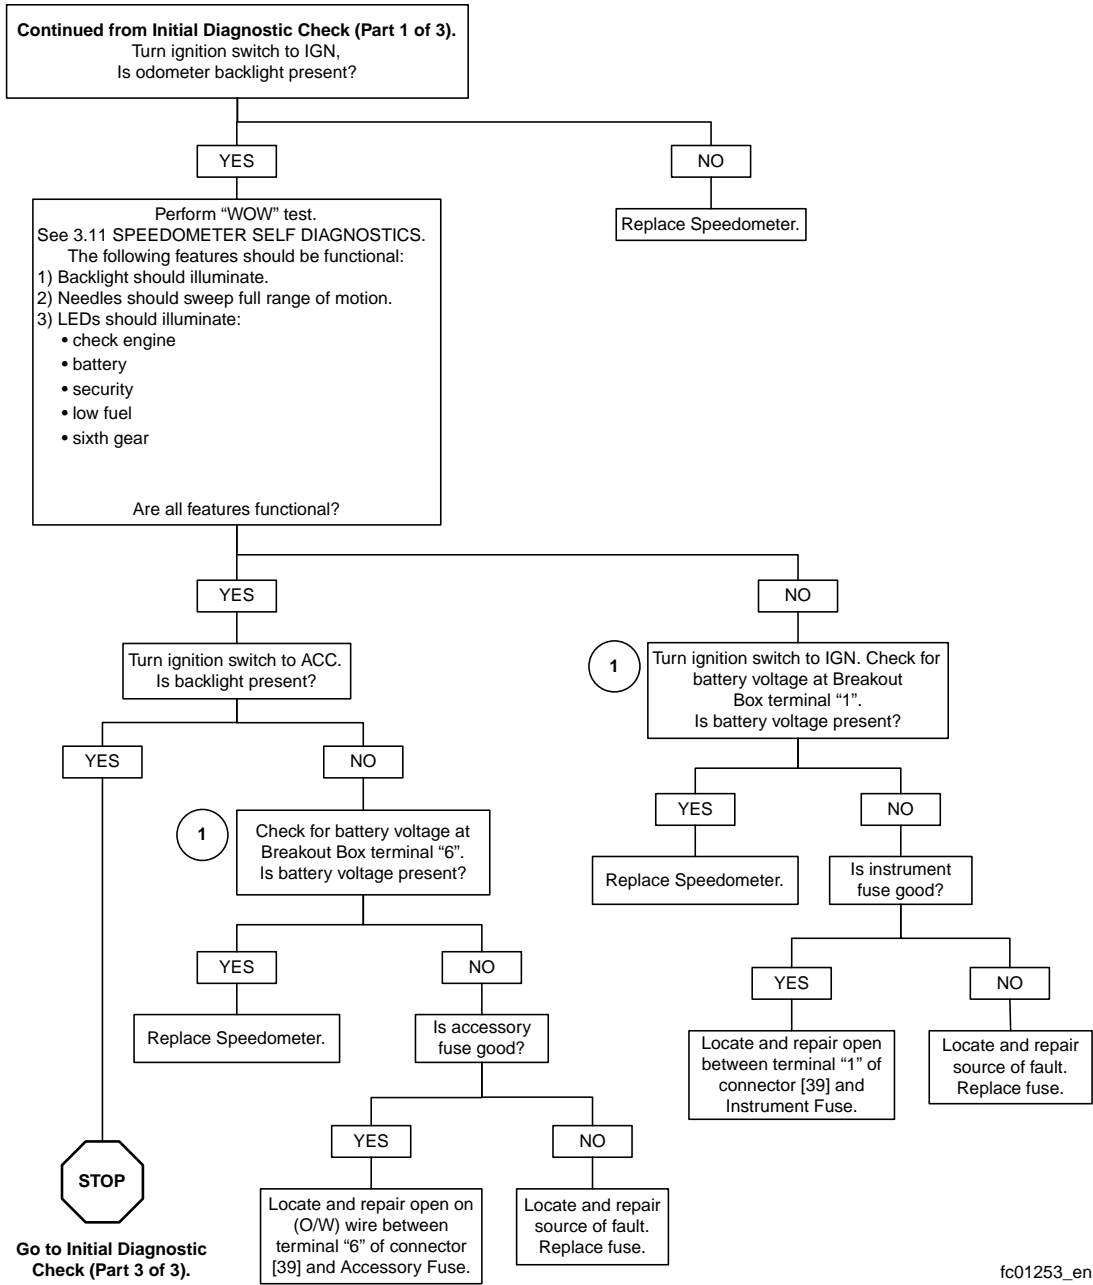 Continued from Initial Diagnostic Check (Part 1 of 3).
Turn ignition switch to IGN,
Is odometer backlight present?
YES
NO
Perform “WOW” test.
See 3.11 SPEEDOMETER SELF DIAGNOSTICS.
The following features should be functional:
1) Backlight should illuminate.
2) Needles should sweep full range of motion.
3) LEDs should illuminate:
• check engine
• battery
• security
• low fuel
• sixth gear
Are all features functional?
Replace Speedometer.
YES
NO
Turn ignition switch to ACC.
Is backlight present?
1
Turn ignition switch to IGN. Check for
battery voltage at Breakout
Box terminal “1”.
Is battery voltage present?
YES
NO
YES
NO
1
Check for battery voltage at
Breakout Box terminal “6”.
Is battery voltage present?
Replace Speedometer.
Is instrument
fuse good?
YES
NO
YES
NO
Replace Speedometer.
Is accessory
fuse good?
Locate and repair open
between terminal “1” of
connector [39] and
Instrument Fuse.
Locate and repair
source of fault.
Replace fuse.
YES
NO
STOP
Locate and repair open on
(O/W) wire between
terminal “6” of connector
[39] and Accessory Fuse.
Locate and repair
source of fault.
Replace fuse.
Go to Initial Diagnostic
Check (Part 3 of 3).
fc01253_en